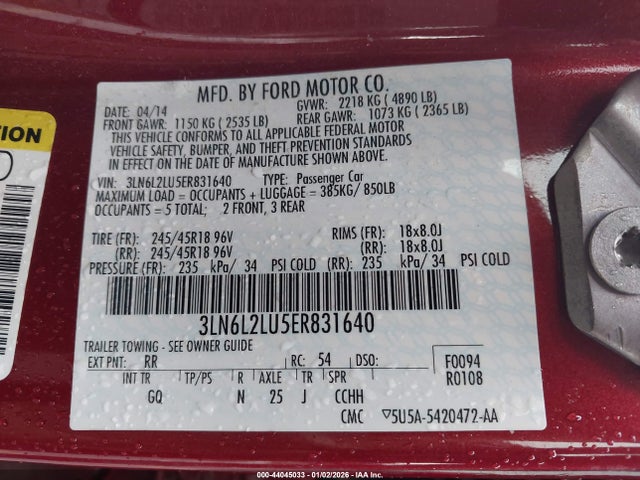 MFD. BY FORD MOTOR CO.
DATE: 04/14 GVWR: 2218 KG ( 4890 LB)
FRONT GAWR: 1150 KG ( 2535 LB) REAR GAWR: 1073 KG ( 2365 LB)
THIS VEHICLE CONFORMS TO ALL APPLICABLE FEDERAL MOTOR
VEHICLE SAFETY, BUMPER, AND THEFT PREVENTION STANDARDS
IN EFFECT ON THE DATE OF MANUFACTURE SHOWN ABOVE.
VIN: 3LN6L2LU5ER831640 TYPE: Passenger Car
MAXIMUM LOAD = OCCUPANTS + LUGGAGE = 385KG/ 850LB
OCCUPANTS = 5 TOTAL; 2 FRONT, 3 REAR
TIRE (FR): 245/45R18 96V RIMS (FR): 18x8.0J
(RR): 245/45R18 96V (RR): 18x8.0J
PRESSURE (FR): 235 kPa/ 34 PSI COLD (RR): 235 kPa/ 34 PSI COLD
3LN6L2LU5ER831640
TRAILER TOWING - SEE OWNER GUIDE
EXT PNT: RR RC: 54 DSO: F0094
INT TR TP/PS R AXLE TR SPR R0108
GQ N 25 J CCHH
CMC ▽5U5A-5420472-AA
000-44045033 - 01/02/2026 - IAA Inc.